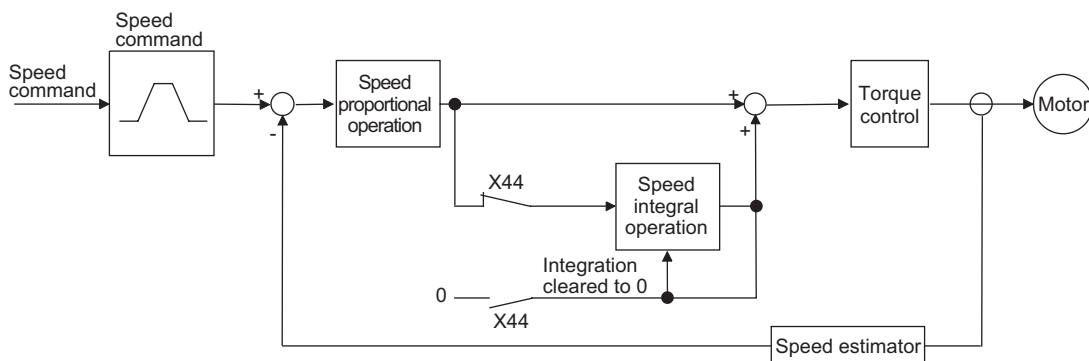 Speed
command
Speed
command
+
-
Speed
proportional
operation
X44
Speed
integral
operation
+
+
Torque
control
Motor
Integration
cleared to 0
0
X44
Speed estimator